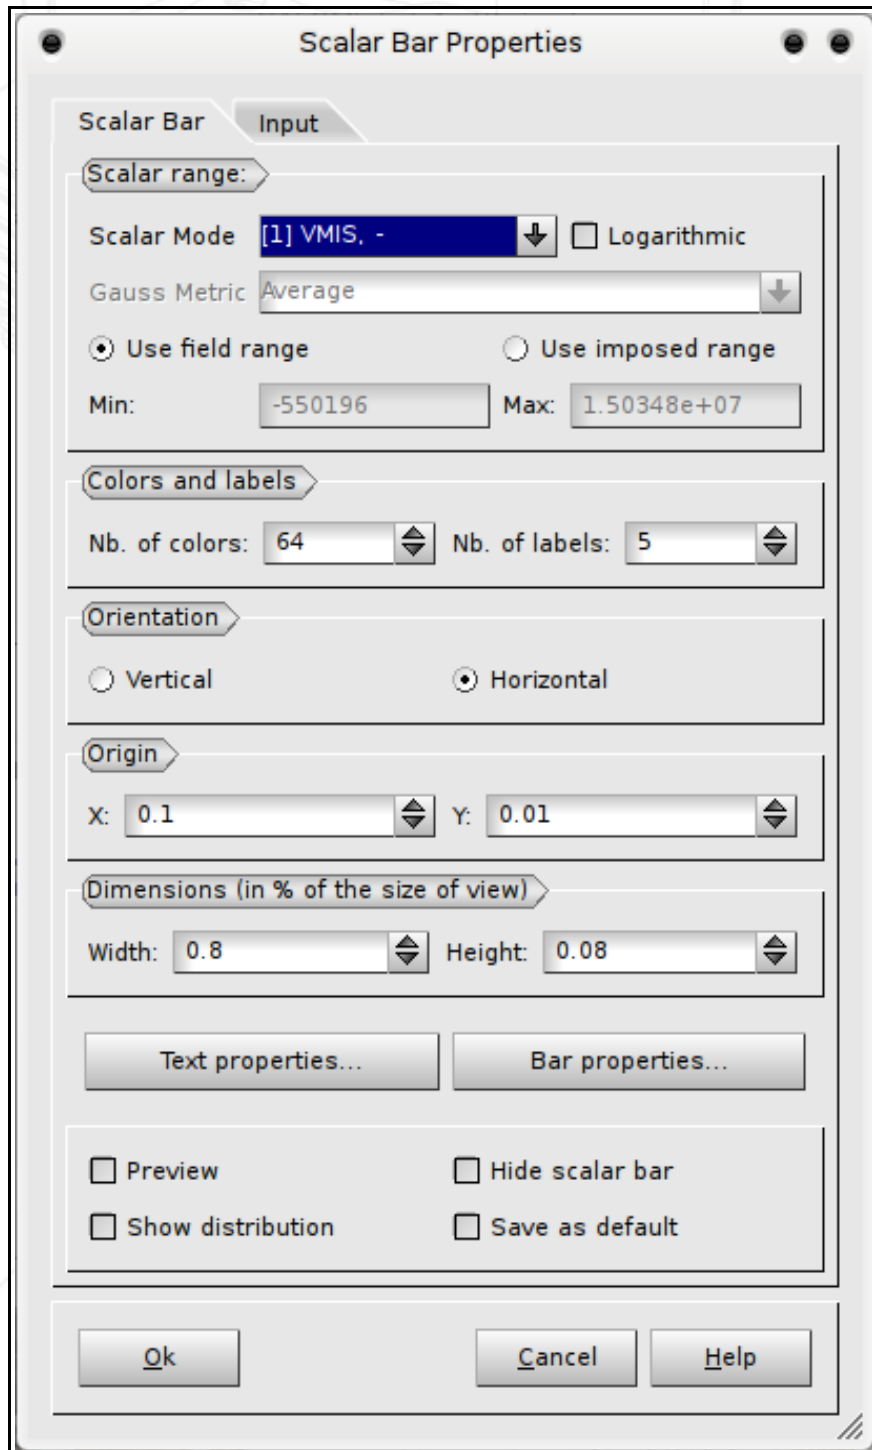 Scalar Bar Properties
Scalar Bar Input
Scalar range:
Scalar Mode [1] VMIS, - Logarithmic
Gauss Metric Average
Use field range Use imposed range
Min: -550196 Max: 1.50348e+07
Colors and labels
Nb. of colors: 64 Nb. of labels: 5
Orientation
Vertical Horizontal
Origin
X: 0.1 Y: 0.01
Dimensions (in % of the size of view)
Width: 0.8 Height: 0.08
Text properties... Bar properties...
Preview Hide scalar bar
Show distribution Save as default
Ok Cancel Help